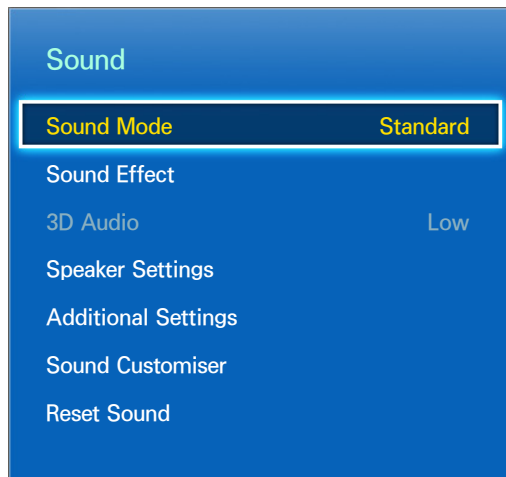 Sound
Sound Mode Standard
Sound Effect
3D Audio Low
Speaker Settings
Additional Settings
Sound Customiser
Reset Sound